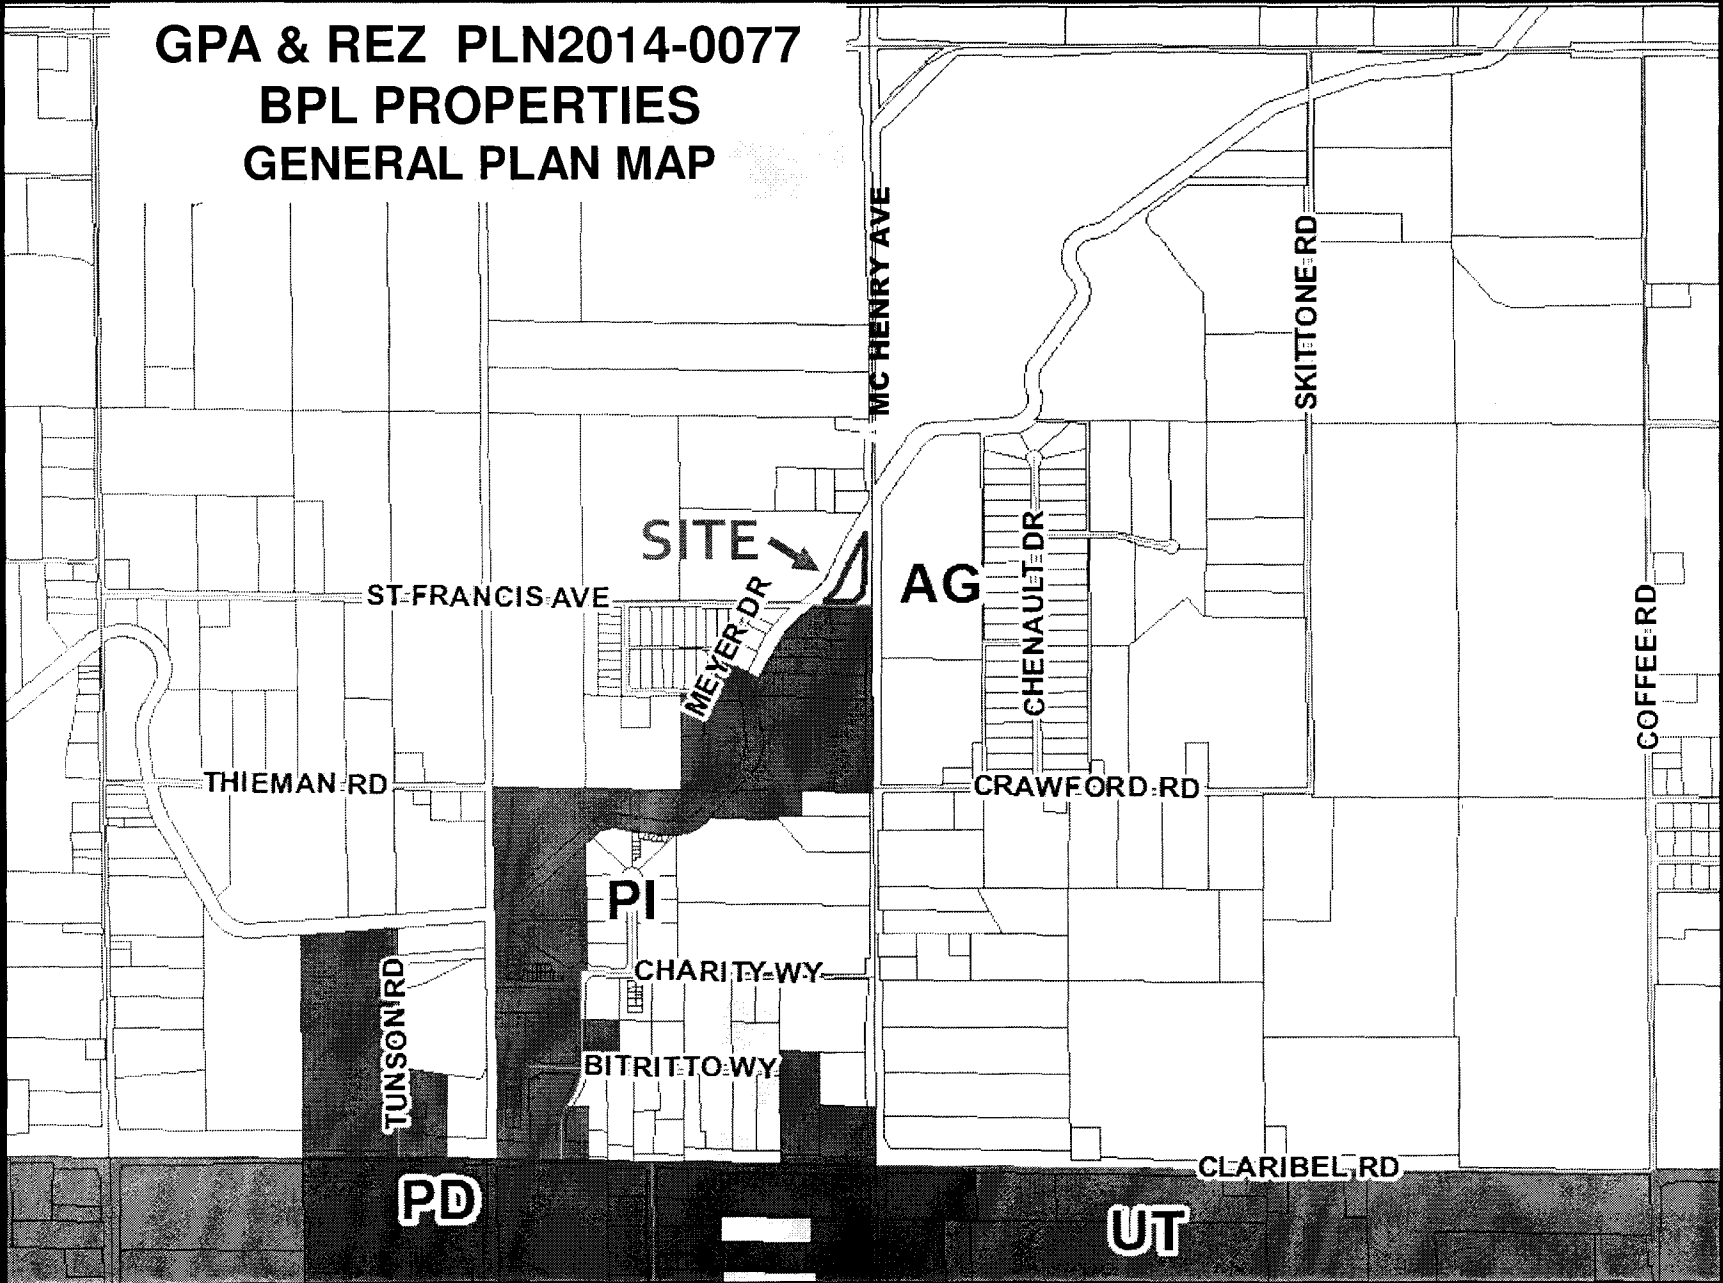 GPA & REZ PLN2014-0077
BPL PROPERTIES
GENERAL PLAN MAP
MC HENRY AVE
SKITTONE RD
SITE
AG
CHENAULT DR
ST FRANCIS AVE
MEYER DR
COFFEE RD
THIEMAN RD
CRAWFORD RD
PI
CHARITY WY
TUNSON RD
BITRITTO WY
CLARIBEL RD
PD
UT